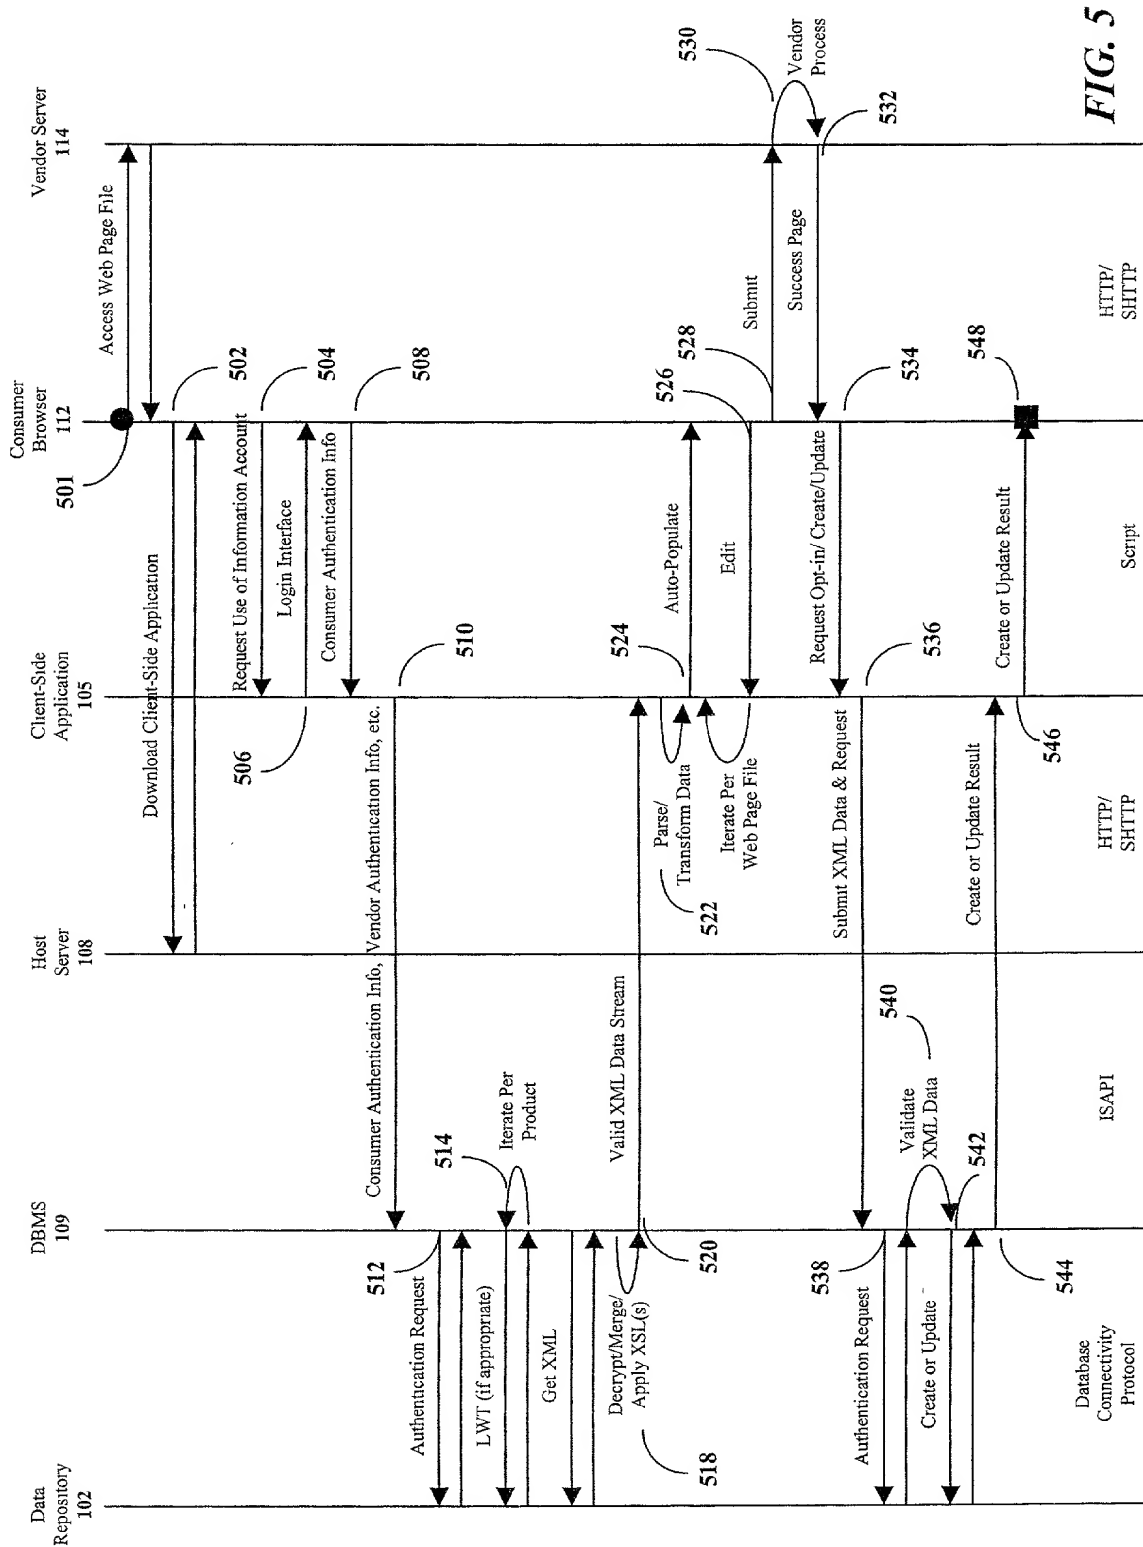 Data
Repository
102
DBMS
109
Host
Server
108
Client-Side
Application
105
Consumer
Browser
112
Vendor Server
114
501
Access Web Page File
Download Client-Side Application
502
Request Use of Information Account
504
Login Interface
506
Consumer Authentication Info
508
Consumer Authentication Info, Vendor Authentication Info, etc.
510
Authentication Request
512
LWT (if appropriate)
514
Iterate Per
Product
Get XML
Decrypt/Merge/
Apply XSL(s)
518
Valid XML Data Stream
520
Parse/
Transform Data
522
Auto-Populate
524
Iterate Per
Web Page File
Edit
526
Submit
528
530
Vendor
Process
Success Page
532
Request Opt-in/ Create/Update
534
Submit XML Data & Request
536
Authentication Request
538
Validate
XML Data
540
Create or Update
542
Create or Update Result
544
Create or Update Result
546
548
Database
Connectivity
Protocol
ISAPI
HTTP/
SHTTP
Script
HTTP/
SHTTP
FIG. 5